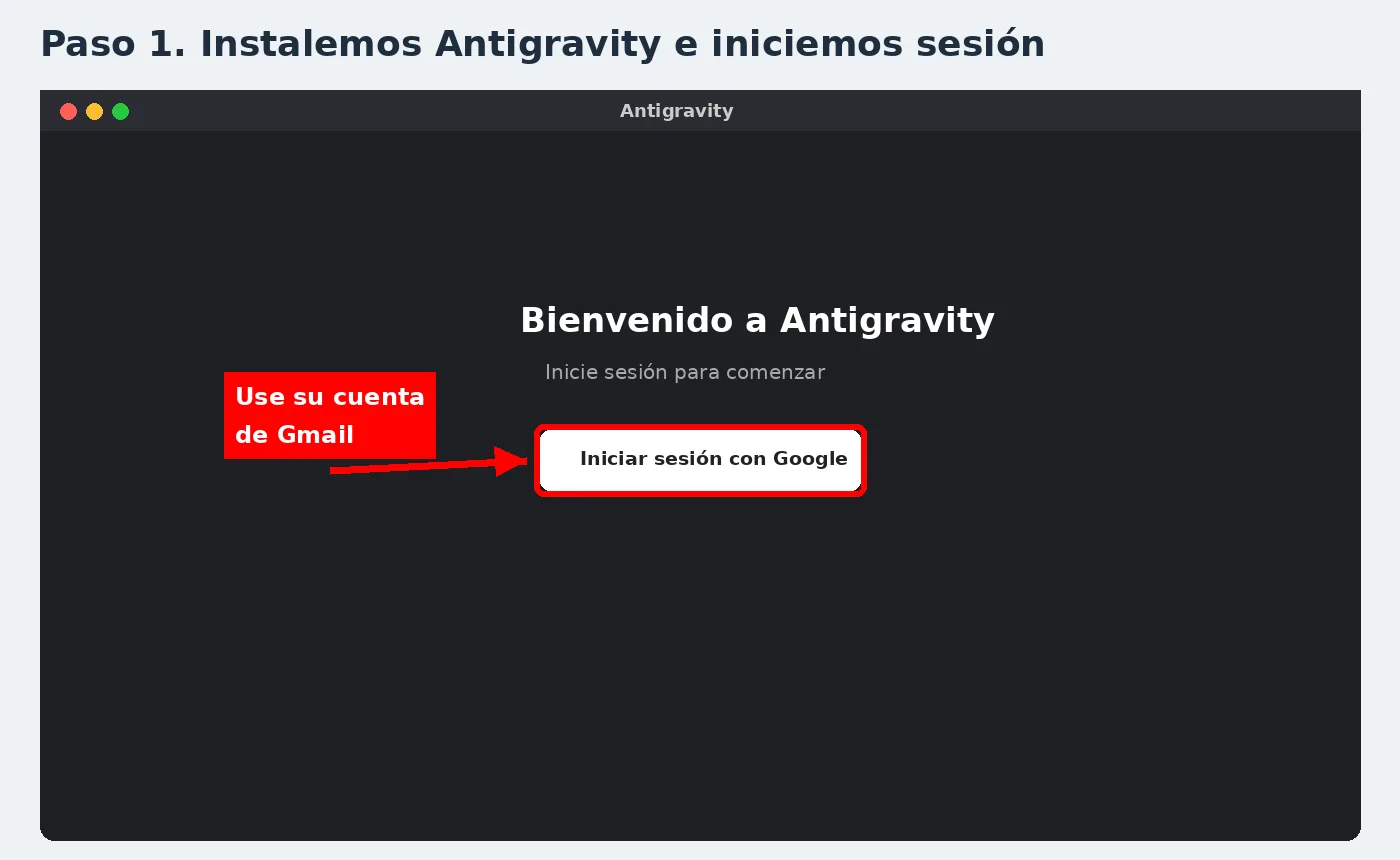 Paso 1. Instalemos Antigravity e iniciemos sesión
Antigravity
Bienvenido a Antigravity
Inicie sesión para comenzar
Use su cuenta
de Gmail
Iniciar sesión con Google